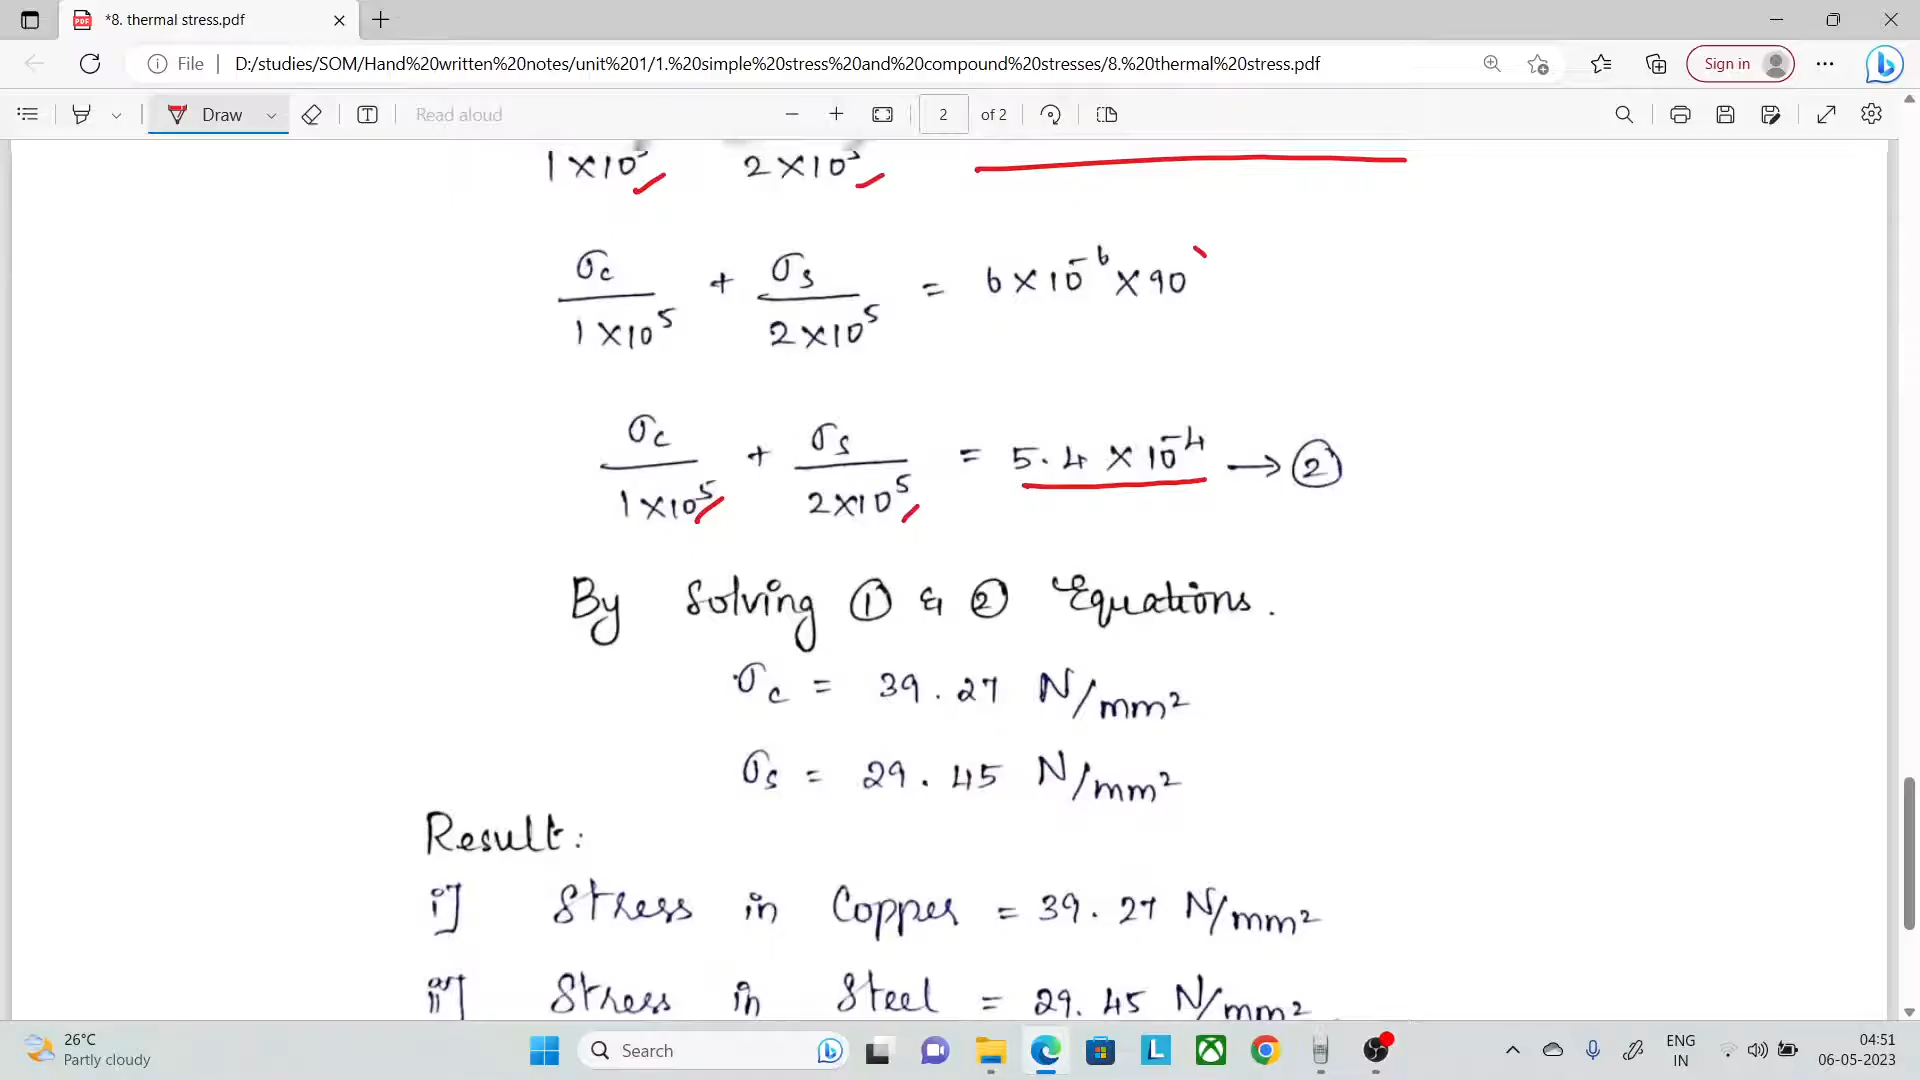 *8. thermal stress.pdf
File D:/studies/SOM/Hand%20written%20notes/unit%201/1.%20simple%20stress%20and%20compound%20stresses/8.%20thermal%20stress.pdf Sign in
Draw Read aloud 2 of 2
1×10⁵ 2×10⁵
σc/1×10⁵ + σs/2×10⁵ = 6×10⁻⁶×90
σc/1×10⁵ + σs/2×10⁵ = 5.4×10⁻⁴ → ②
By Solving ① & ② Equations.
σc = 39.27 N/mm²
σs = 29.45 N/mm²
Result:
i] Stress in Copper = 39.27 N/mm²
ii] Stress in Steel = 29.45 N/mm²
26°C
Partly cloudy
Search
ENG
IN
04:51
06-05-2023